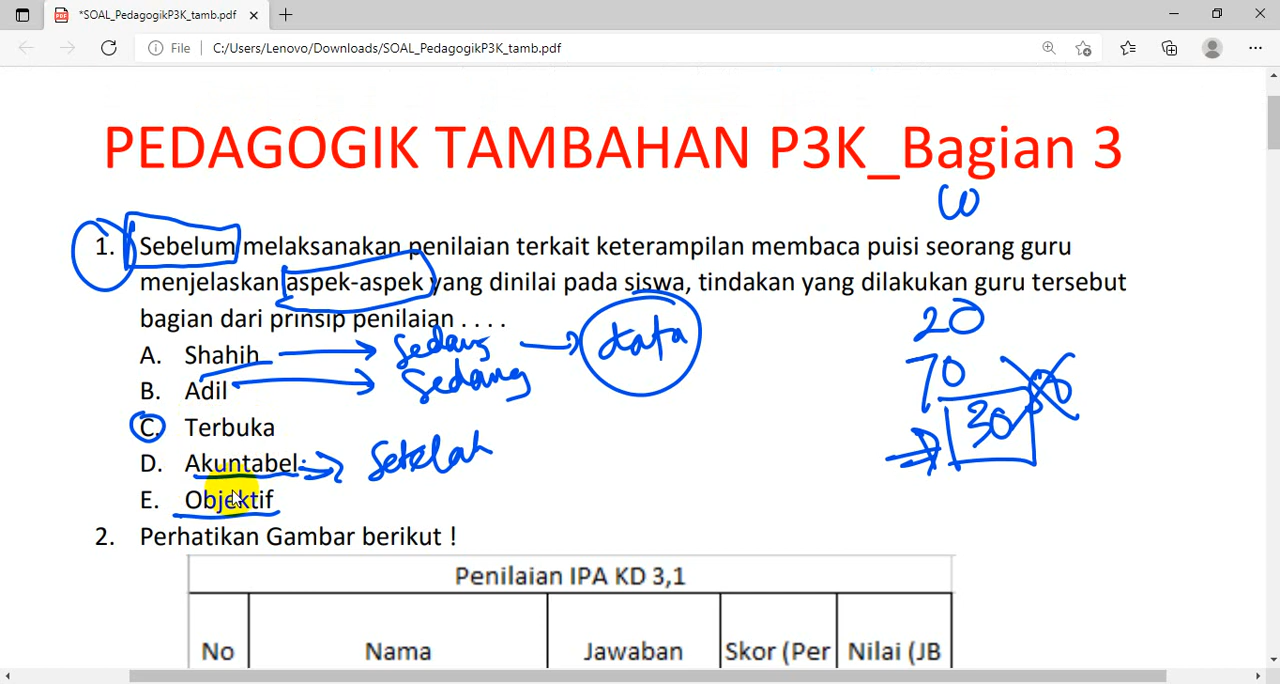 *SOAL_PedagogikP3K_tamb.pdf
File C:/Users/Lenovo/Downloads/SOAL_PedagogikP3K_tamb.pdf
PEDAGOGIK TAMBAHAN P3K_Bagian 3
1. Sebelum melaksanakan penilaian terkait keterampilan membaca puisi seorang guru
menjelaskan aspek-aspek yang dinilai pada siswa, tindakan yang dilakukan guru tersebut
bagian dari prinsip penilaian . . . .
20
A. Shahih sedang data
B. Adil sedang 70
C. Terbuka 30
D. Akuntabel setelah
E. Objektif
2. Perhatikan Gambar berikut !
Penilaian IPA KD 3,1
No Nama Jawaban Skor (Per Nilai (JB